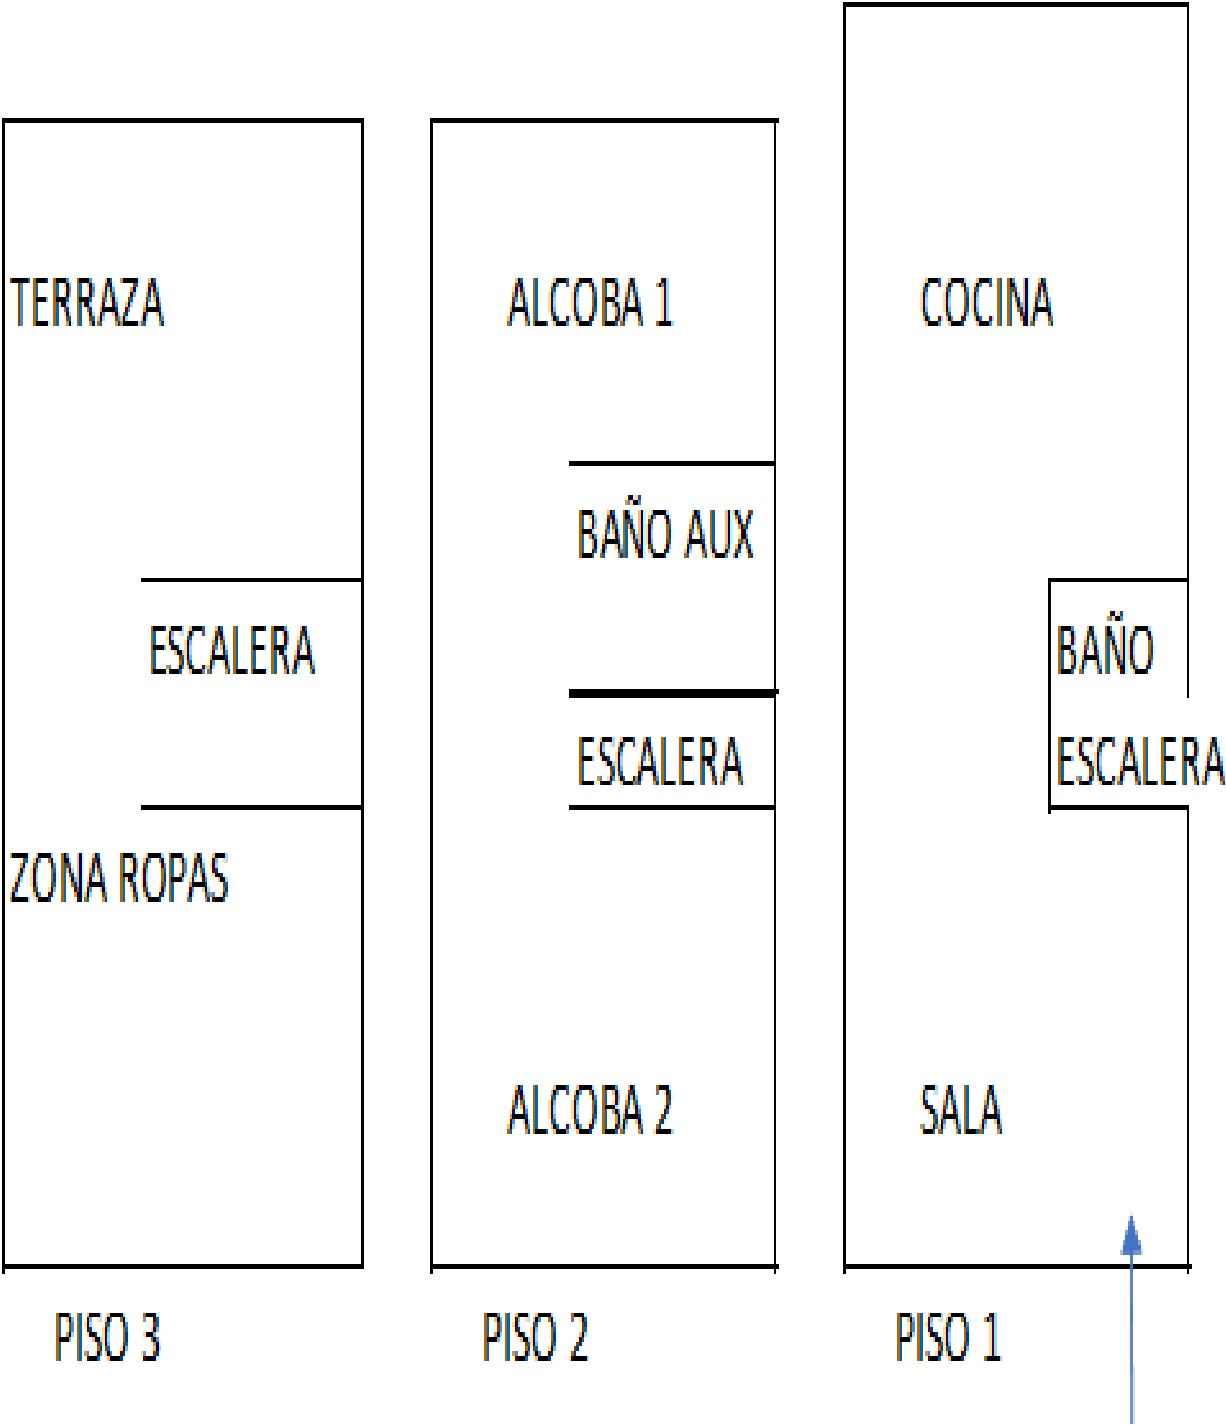 TERRAZA
ESCALERA
ZONA ROPAS
PISO 3
ALCOBA 1
BAÑO AUX
ESCALERA
ALCOBA 2
PISO 2
COCINA
BAÑO
ESCALERA
SALA
PISO 1